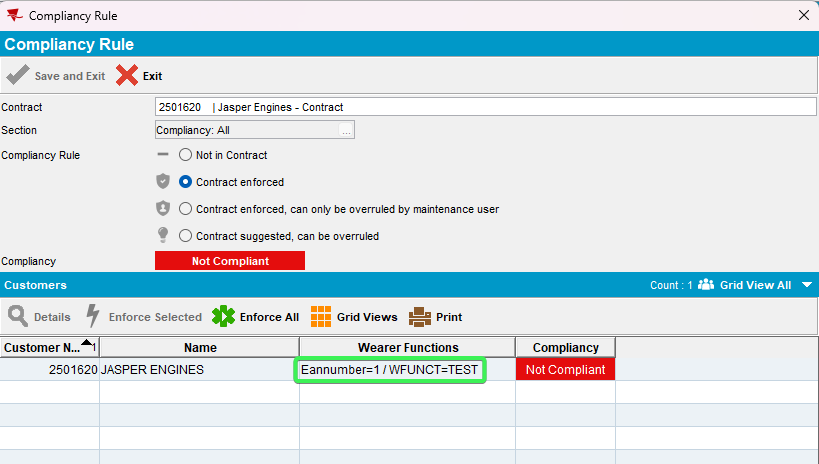 Compliancy Rule
Compliancy Rule
Save and Exit Exit
Contract 2501620 | Jasper Engines - Contract
Section Compliancy: All ...
Compliancy Rule Not in Contract
Contract enforced
Contract enforced, can only be overruled by maintenance user
Contract suggested, can be overruled
Compliancy Not Compliant
Customers Count : 1 Grid View All
Details Enforce Selected Enforce All Grid Views Print
Customer N... 1 Name Wearer Functions Compliancy
2501620 JASPER ENGINES Eannumber=1 / WFUNCT=TEST Not Compliant